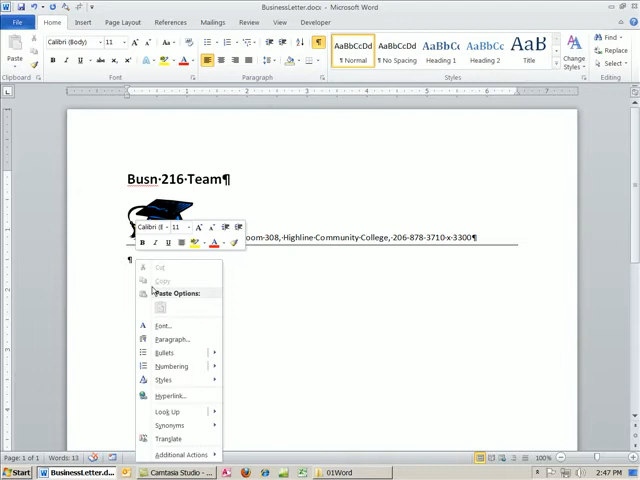 BusinessLetter.docx - Microsoft Word
File Home Insert Page Layout References Mailings Review View Developer
Paste
Calibri (Body) 11
AaBbCcDd AaBbCcDd AaBbCc AaBbCc AaB
¶ Normal ¶ No Spacing Heading 1 Heading 2 Title
Change Styles
Find
Replace
Select
Clipboard Font Paragraph Styles Editing
Busn·216·Team¶
Calibri (E 11
oom·308,·Highline·Community·College,·206-878-3710·x·3300¶
¶
Cut
Copy
Paste Options:
Font...
Paragraph...
Bullets
Numbering
Styles
Hyperlink...
Look Up
Synonyms
Translate
Additional Actions
Page: 1 of 1 Words: 13 100%
Start BusinessLetter.d... Camtasia Studio - ... 01Word 2:47 PM